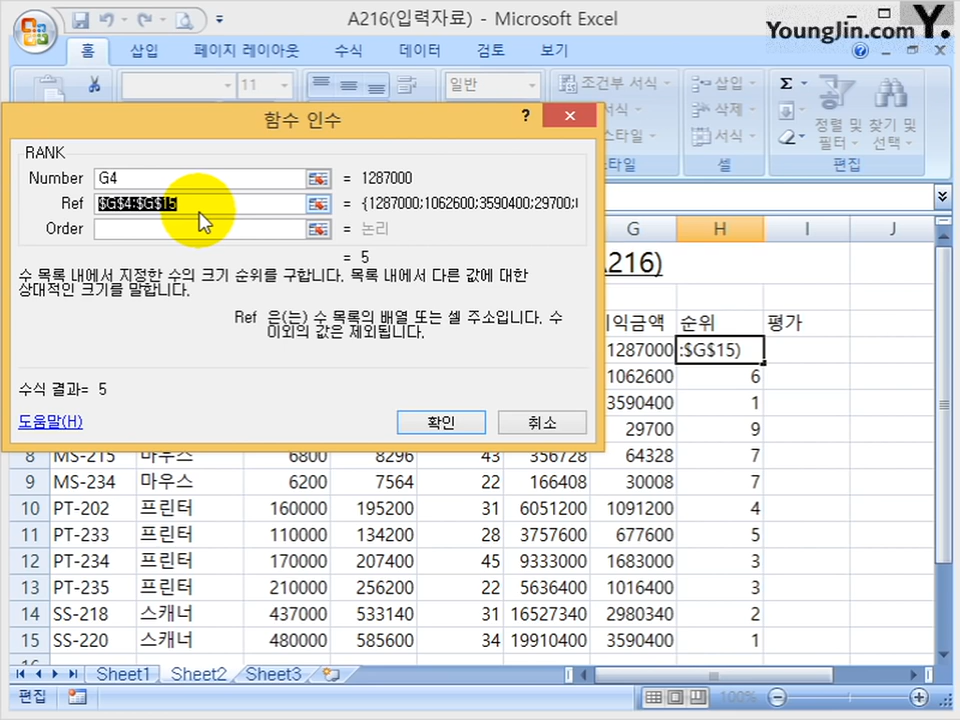 A216(입력자료) - Microsoft Excel
YoungJin.com Y.
홈 삽입 페이지 레이아웃 수식 데이터 검토 보기
11 일반 조건부 서식 삽입 Σ
서식 삭제 정렬 및 찾기 및
스타일 서식 필터 선택
스타일 셀 편집
함수 인수 ?
RANK
Number G4 = 1287000
Ref $G$4:$G$15 = {1287000;1062600;3590400;29700;
Order = 논리
= 5
수 목록 내에서 지정한 수의 크기 순위를 구합니다. 목록 내에서 다른 값에 대한
상대적인 크기를 말합니다.
Ref 은(는) 수 목록의 배열 또는 셀 주소입니다. 수
이외의 값은 제외됩니다.
수식 결과= 5
도움말(H) 확인 취소
G H I J
A216)
이익금액 순위 평가
1287000 :$G$15)
1062600 6
3590400 1
29700 9
8 MS-215 마우스 6800 8296 43 356728 64328 7
9 MS-234 마우스 6200 7564 22 166408 30008 7
10 PT-202 프린터 160000 195200 31 6051200 1091200 4
11 PT-233 프린터 110000 134200 28 3757600 677600 5
12 PT-234 프린터 170000 207400 45 9333000 1683000 3
13 PT-235 프린터 210000 256200 22 5636400 1016400 3
14 SS-218 스캐너 437000 533140 31 16527340 2980340 2
15 SS-220 스캐너 480000 585600 34 19910400 3590400 1
16
Sheet1 Sheet2 Sheet3
편집 100%